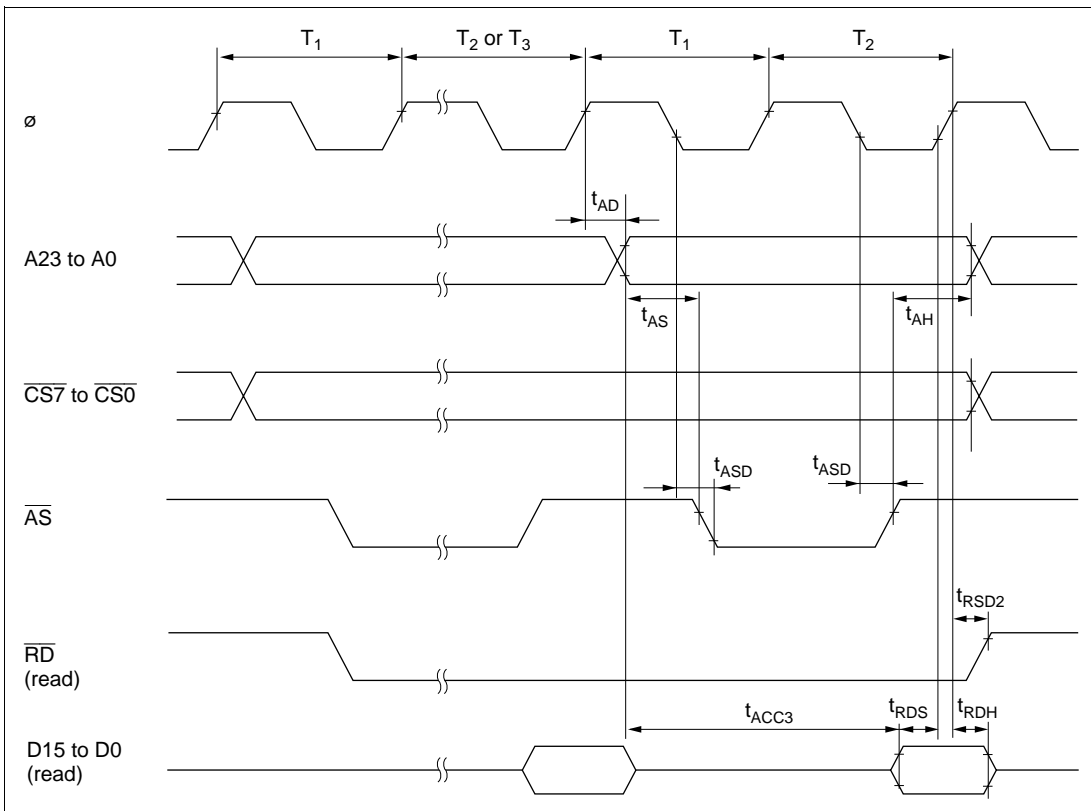 T1 T2 or T3 T1 T2
ø
tAD
A23 to A0
tAS tAH
CS7 to CS0
tASD tASD
AS
tRSD2
RD
(read)
tACC3 tRDS tRDH
D15 to D0
(read)